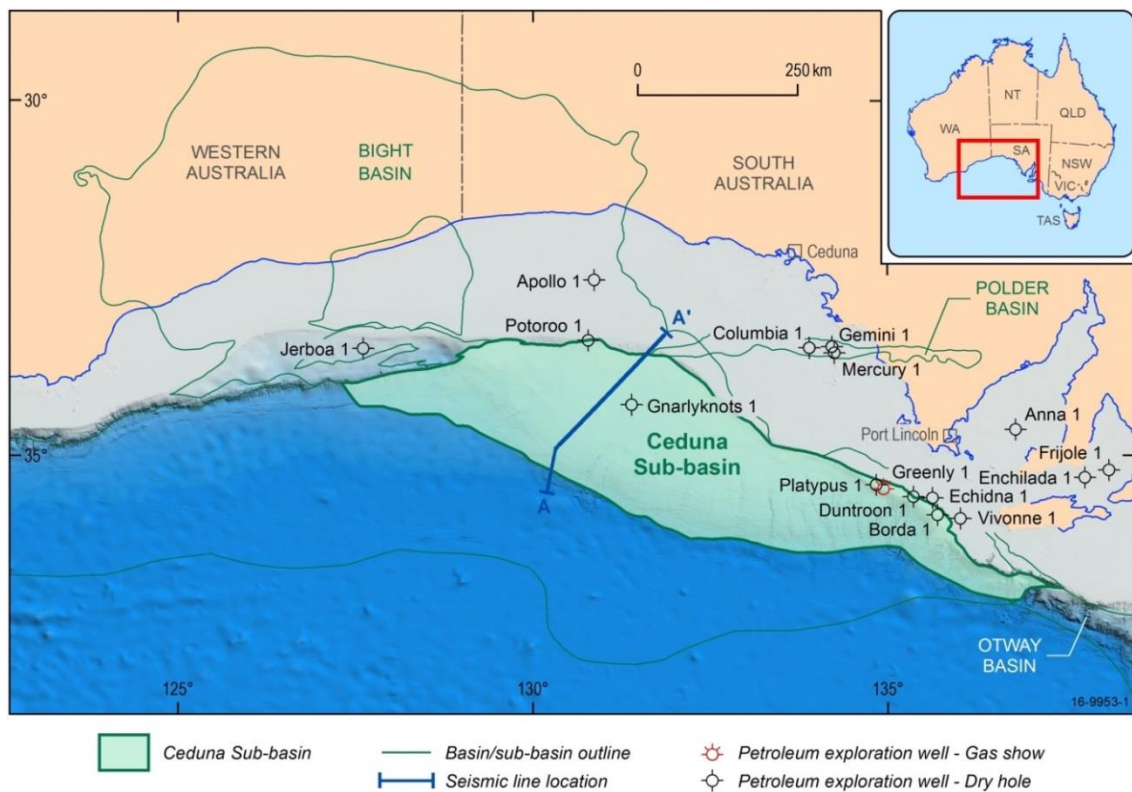 0
250 km
30°
WESTERN
AUSTRALIA
BIGHT
BASIN
SOUTH
AUSTRALIA
NT
QLD
WA
SA
NSW
VIC
TAS
Ceduna
Apollo 1
POLDER
BASIN
Potoroo 1
A'
Columbia 1
Gemini 1
Jerboa 1
Mercury 1
Gnarlyknots 1
Anna 1
Port Lincoln
Ceduna
Sub-basin
35°
Frijole 1
Greenly 1
Enchilada 1
Platypus 1
Echidna 1
A
Duntroon 1
Vivonne 1
Borda 1
OTWAY
BASIN
125°
130°
135°
16-9953-1
Ceduna Sub-basin
Basin/sub-basin outline
Petroleum exploration well - Gas show
Seismic line location
Petroleum exploration well - Dry hole